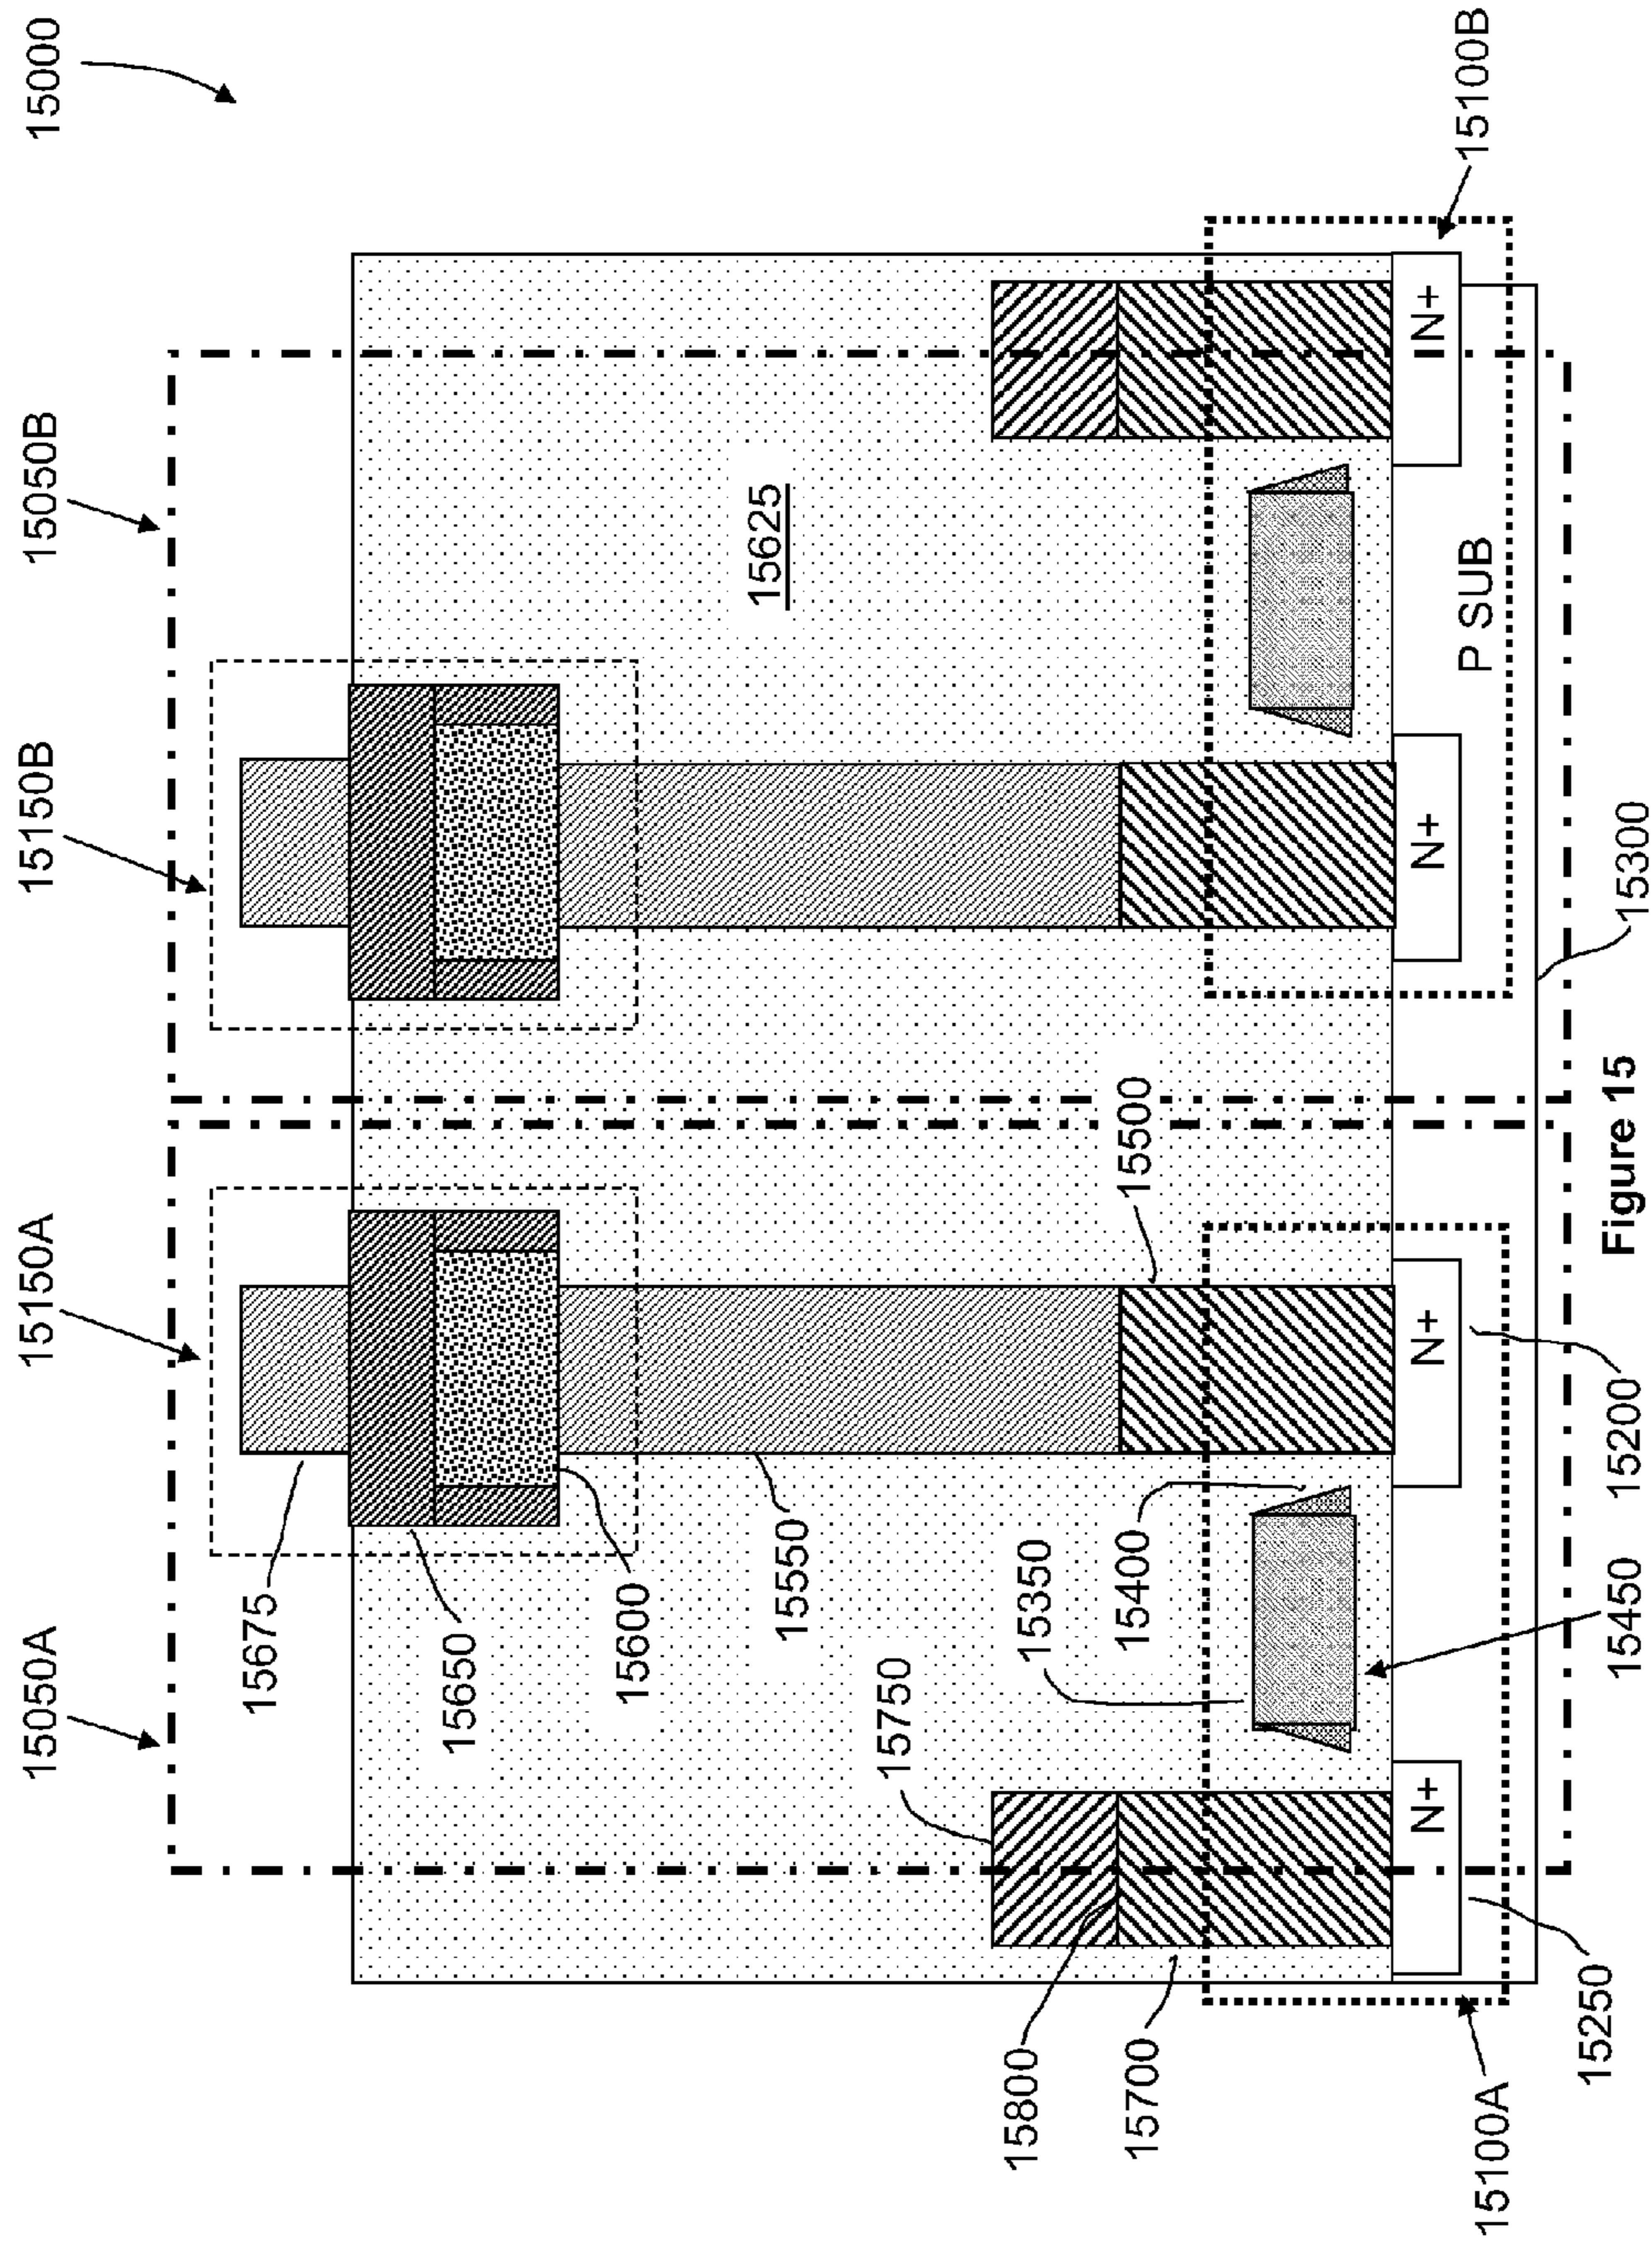 15000
15050A
15150A
15150B
15050B
15675
15650
15600
15550
15625
15750
15350
15400
15500
15800
15700
15100A
15100B
N+
N+
N+
N+
P SUB
15250
15450
15200
15300
Figure 15